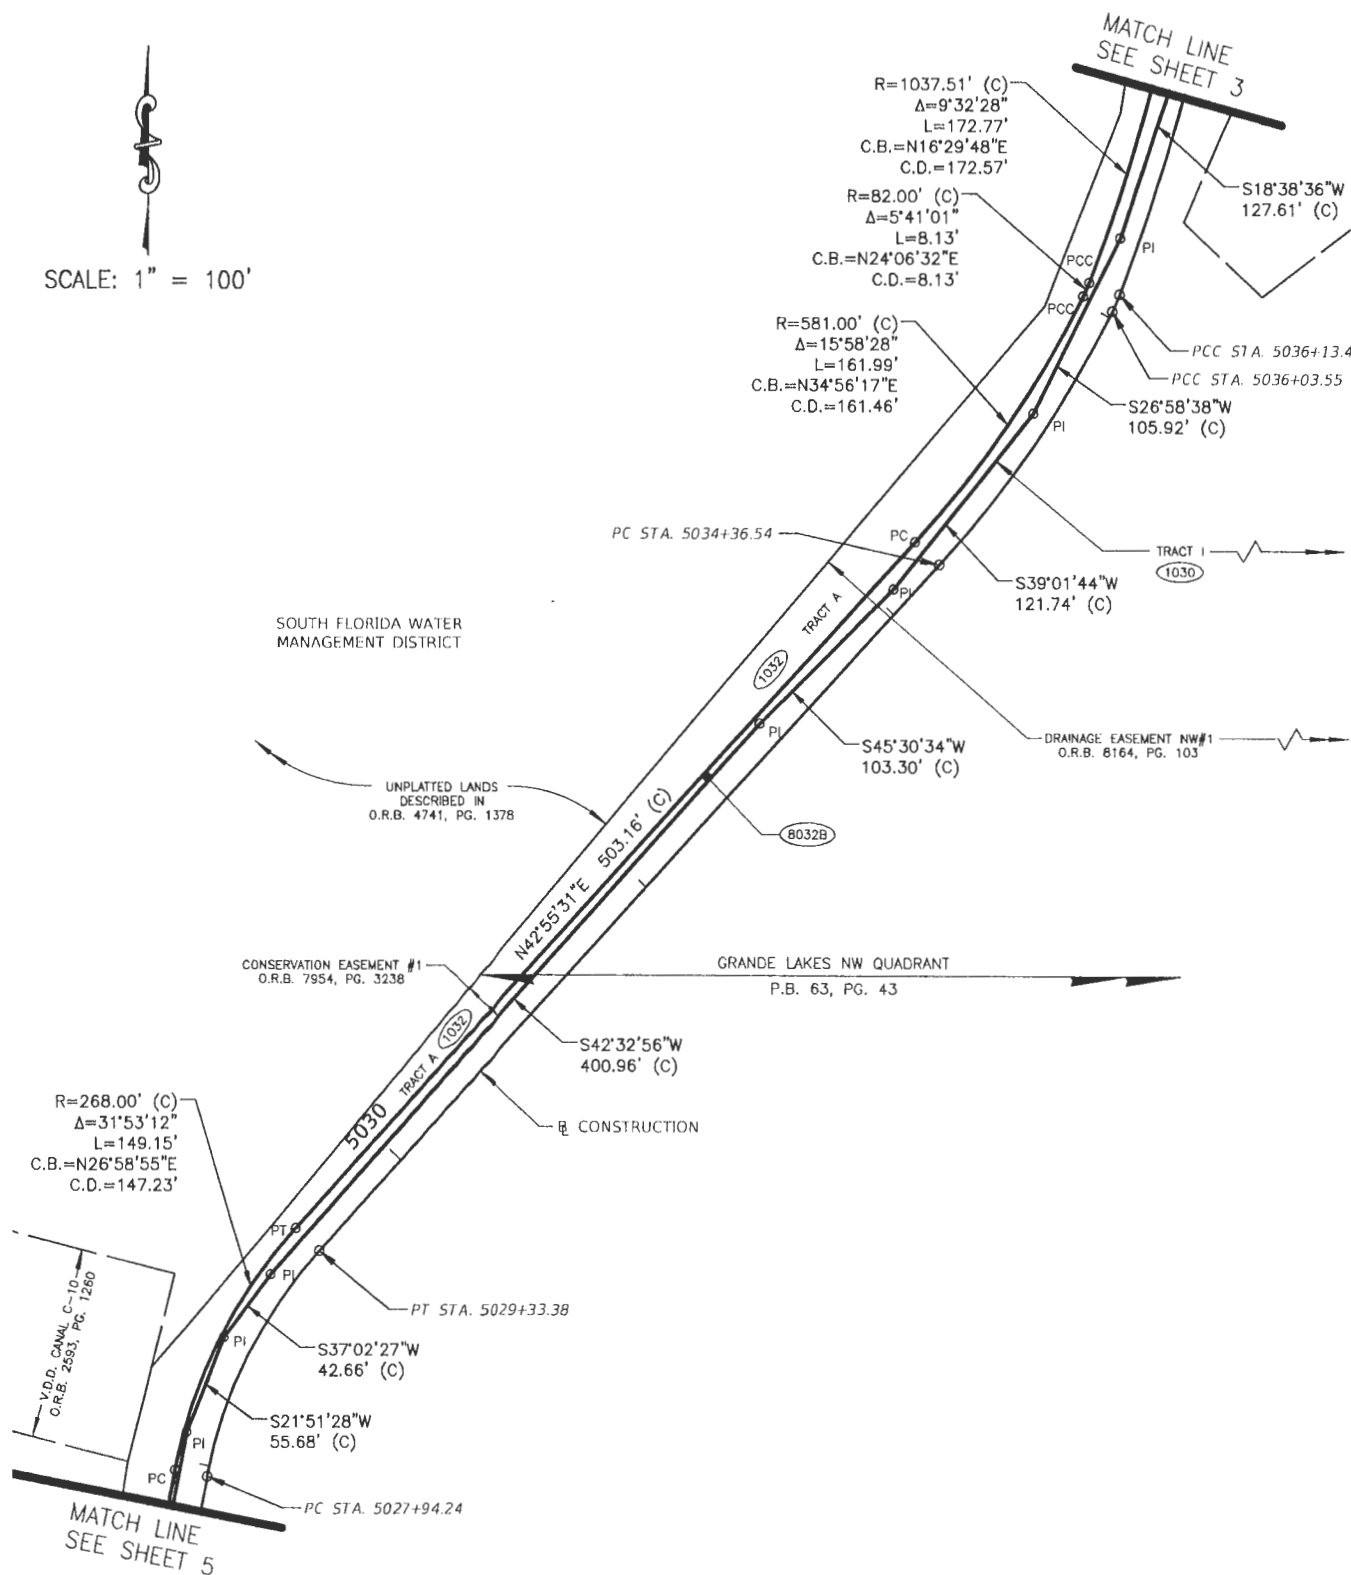 MATCH LINE
SEE SHEET 3
R=1037.51' (C)
Δ=9°32'28"
L=172.77'
C.B.=N16°29'48"E
C.D.=172.57'
S18°38'36"W
127.61' (C)
R=82.00' (C)
Δ=5°41'01"
L=8.13'
C.B.=N24°06'32"E
C.D.=8.13'
SCALE: 1" = 100'
PCC
PI
PCC
R=581.00' (C)
Δ=15°58'28"
L=161.99'
C.B.=N34°56'17"E
C.D.=161.46'
PCC STA. 5036+13.4
PCC STA. 5036+03.55
S26°58'38"W
105.92' (C)
PI
PC STA. 5034+36.54
PC
TRACT I
1030
S39°01'44"W
121.74' (C)
PI
TRACT A
SOUTH FLORIDA WATER
MANAGEMENT DISTRICT
1032
PI
DRAINAGE EASEMENT NW#1
O.R.B. 8164, PG. 103
S45°30'34"W
103.30' (C)
UNPLATTED LANDS
DESCRIBED IN
O.R.B. 4741, PG. 1378
8032B
N42°55'31"E 503.16' (C)
CONSERVATION EASEMENT #1
O.R.B. 7954, PG. 3238
GRANDE LAKES NW QUADRANT
P.B. 63, PG. 43
1032
TRACT A
S42°32'56"W
400.96' (C)
5030
BL CONSTRUCTION
R=268.00' (C)
Δ=31°53'12"
L=149.15'
C.B.=N26°58'55"E
C.D.=147.23'
PT
PI
PT STA. 5029+33.38
V.D.D. CANAL C-10
O.R.B. 2593, PG. 1260
PI
S37°02'27"W
42.66' (C)
S21°51'28"W
55.68' (C)
PI
PC
PC STA. 5027+94.24
MATCH LINE
SEE SHEET 5